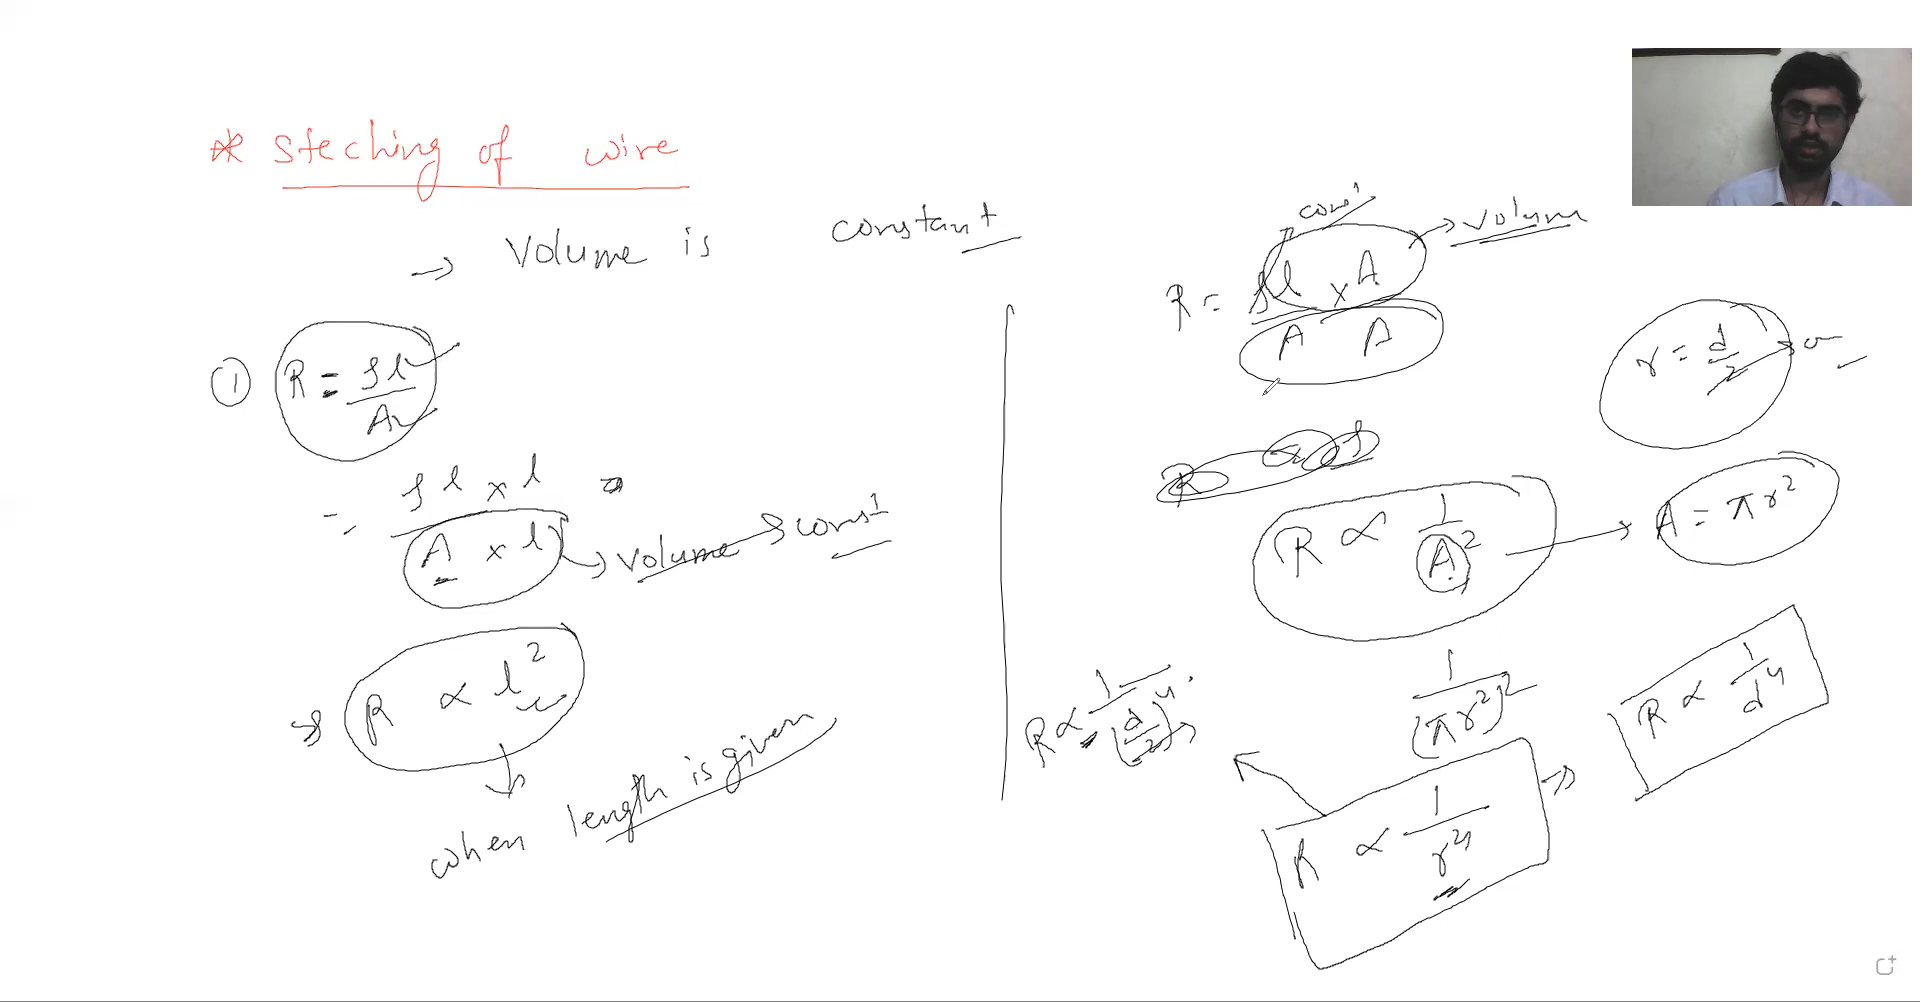 * Steching of wire
→ Volume is constant
① R = ρl / A
= ρl × l / A × l → Volume → const
⇒ R ∝ l²
when length is given
const
R = ρl × A / A A → Volum
r = d/2
R ∝ ρ
R ∝ 1/A² → A = πr²
1/(πr²)²
R ∝ 1/(d/2)⁴
R ∝ 1/r⁴ ⇒ R ∝ 1/d⁴